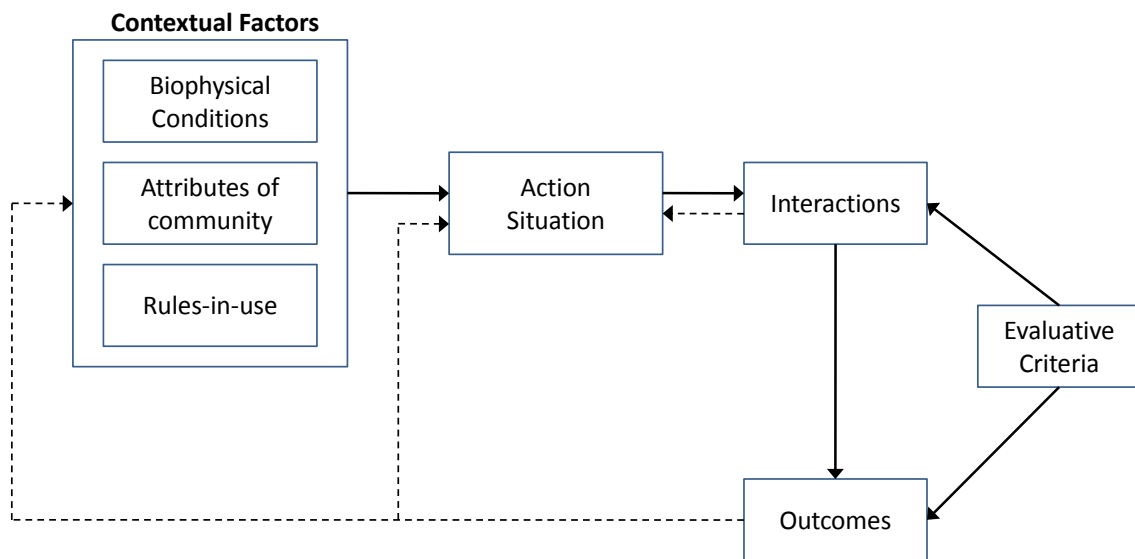 Contextual Factors
Biophysical
Conditions
Attributes of
community
Rules-in-use
Action
Situation
Interactions
Evaluative
Criteria
Outcomes